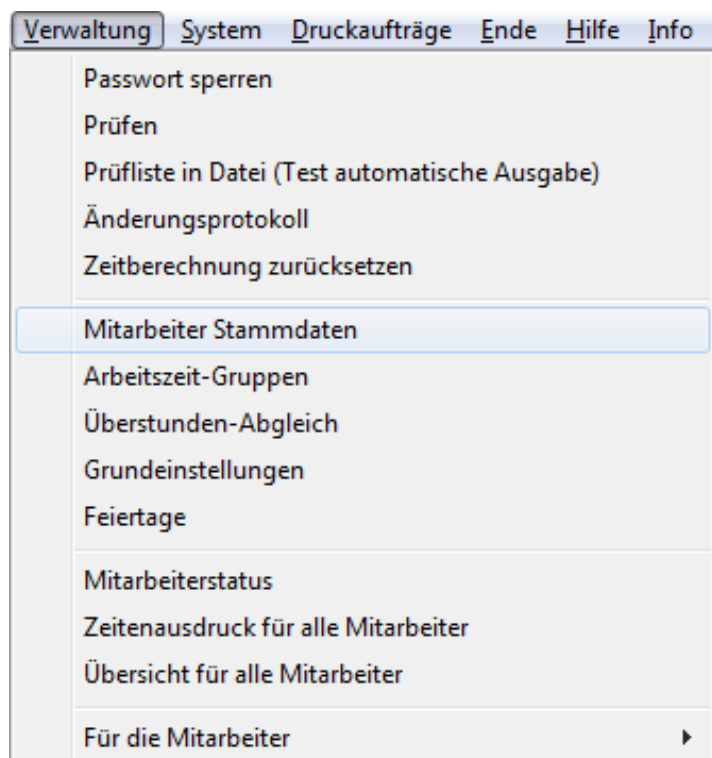 Verwaltung System Druckaufträge Ende Hilfe Info
Passwort sperren
Prüfen
Prüfliste in Datei (Test automatische Ausgabe)
Änderungsprotokoll
Zeitberechnung zurücksetzen
Mitarbeiter Stammdaten
Arbeitszeit-Gruppen
Überstunden-Abgleich
Grundeinstellungen
Feiertage
Mitarbeiterstatus
Zeitenausdruck für alle Mitarbeiter
Übersicht für alle Mitarbeiter
Für die Mitarbeiter